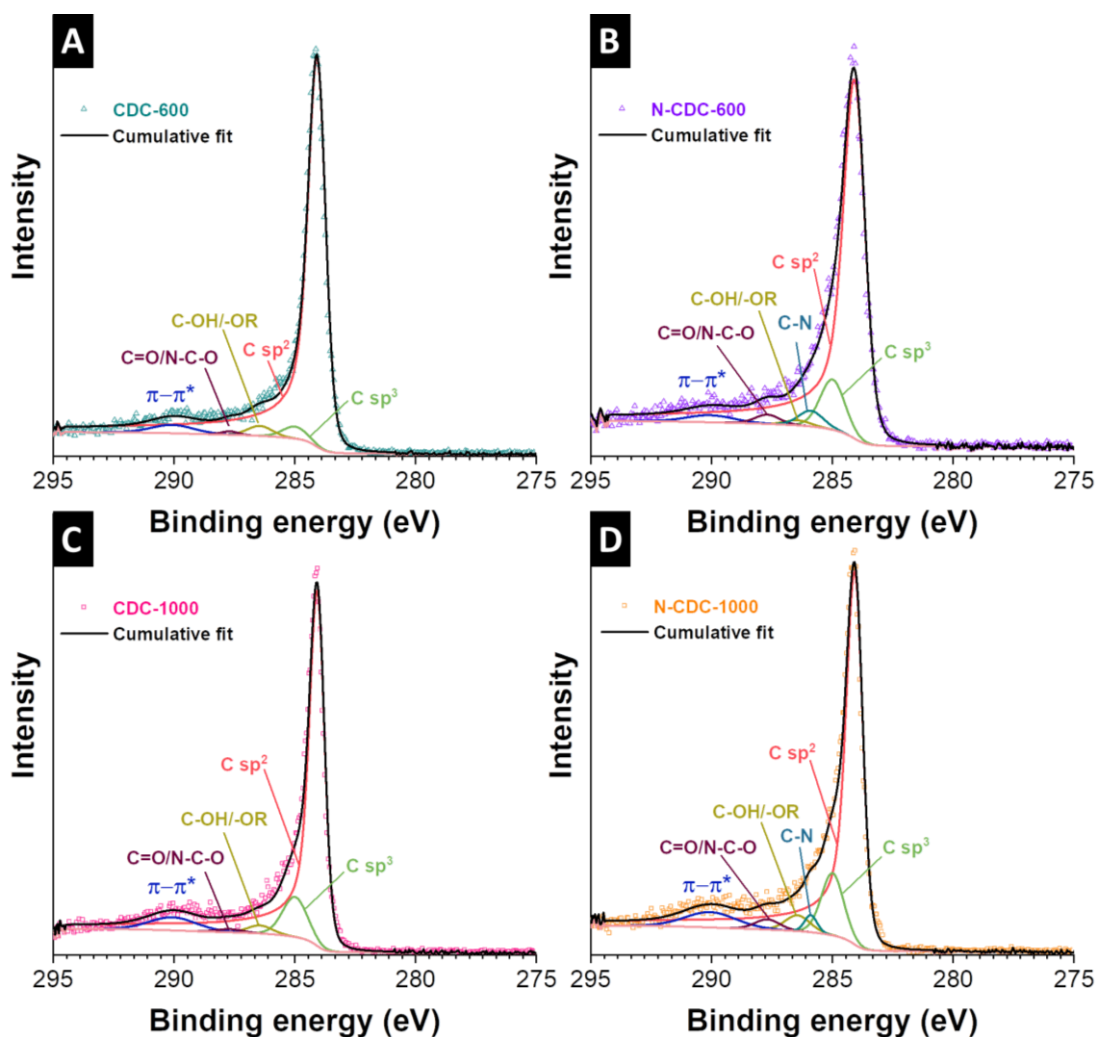 A
CDC-600
Cumulative fit
C-OH/-OR
C=O/N-C-O
C sp²
π–π*
C sp³
Intensity
295 290 285 280 275
Binding energy (eV)
B
N-CDC-600
Cumulative fit
C sp²
C-OH/-OR
C-N
C=O/N-C-O
C sp³
π–π*
Intensity
295 290 285 280 275
Binding energy (eV)
C
CDC-1000
Cumulative fit
C sp²
C-OH/-OR
C=O/N-C-O
C sp³
π–π*
Intensity
295 290 285 280 275
Binding energy (eV)
D
N-CDC-1000
Cumulative fit
C sp²
C-OH/-OR
C-N
C=O/N-C-O
C sp³
π–π*
Intensity
295 290 285 280 275
Binding energy (eV)